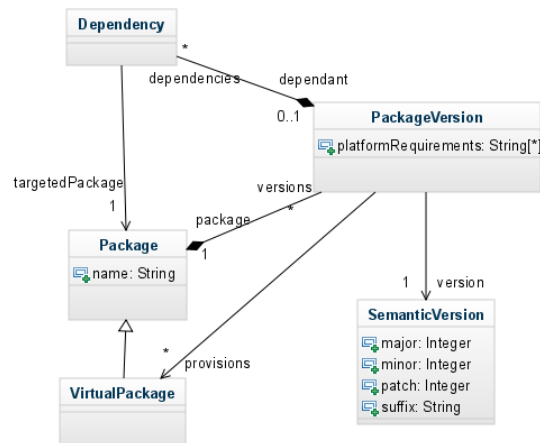 Dependency
*
dependencies
dependant
0..1
PackageVersion
platformRequirements: String[*]
targetedPackage
1
versions
*
package
1
Package
name: String
1
version
SemanticVersion
major: Integer
minor: Integer
patch: Integer
suffix: String
*
provisions
VirtualPackage